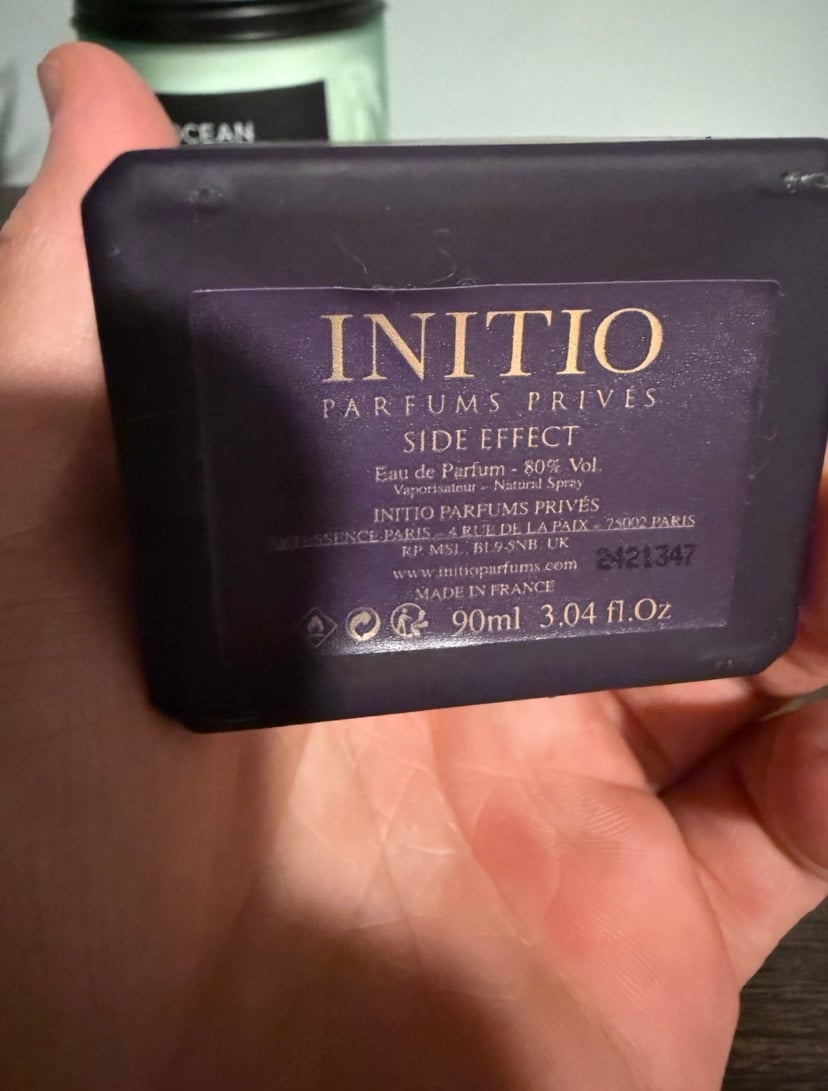 OCEAN
INITIO
PARFUMS PRIVÉS
SIDE EFFECT
Eau de Parfum - 80% Vol.
Vaporisateur - Natural Spray
INITIO PARFUMS PRIVÉS
PARIS - 4 RUE DE LA PAIX - 75002 PARIS
RP. MSL. BL9-5NB UK
2421347
www.initioparfums.com
MADE IN FRANCE
90ml 3.04 fl.Oz